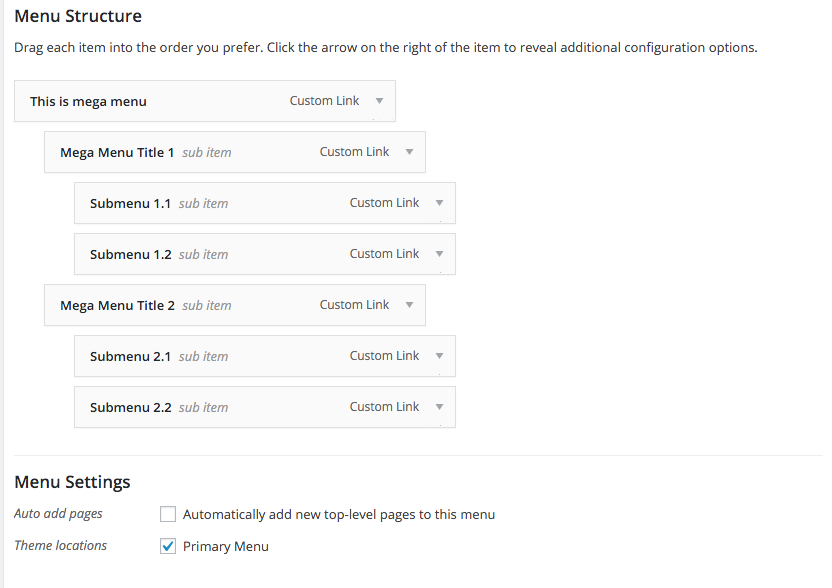 Menu Structure
Drag each item into the order you prefer. Click the arrow on the right of the item to reveal additional configuration options.
This is mega menu Custom Link
Mega Menu Title 1 sub item Custom Link
Submenu 1.1 sub item Custom Link
Submenu 1.2 sub item Custom Link
Mega Menu Title 2 sub item Custom Link
Submenu 2.1 sub item Custom Link
Submenu 2.2 sub item Custom Link
Menu Settings
Auto add pages Automatically add new top-level pages to this menu
Theme locations Primary Menu